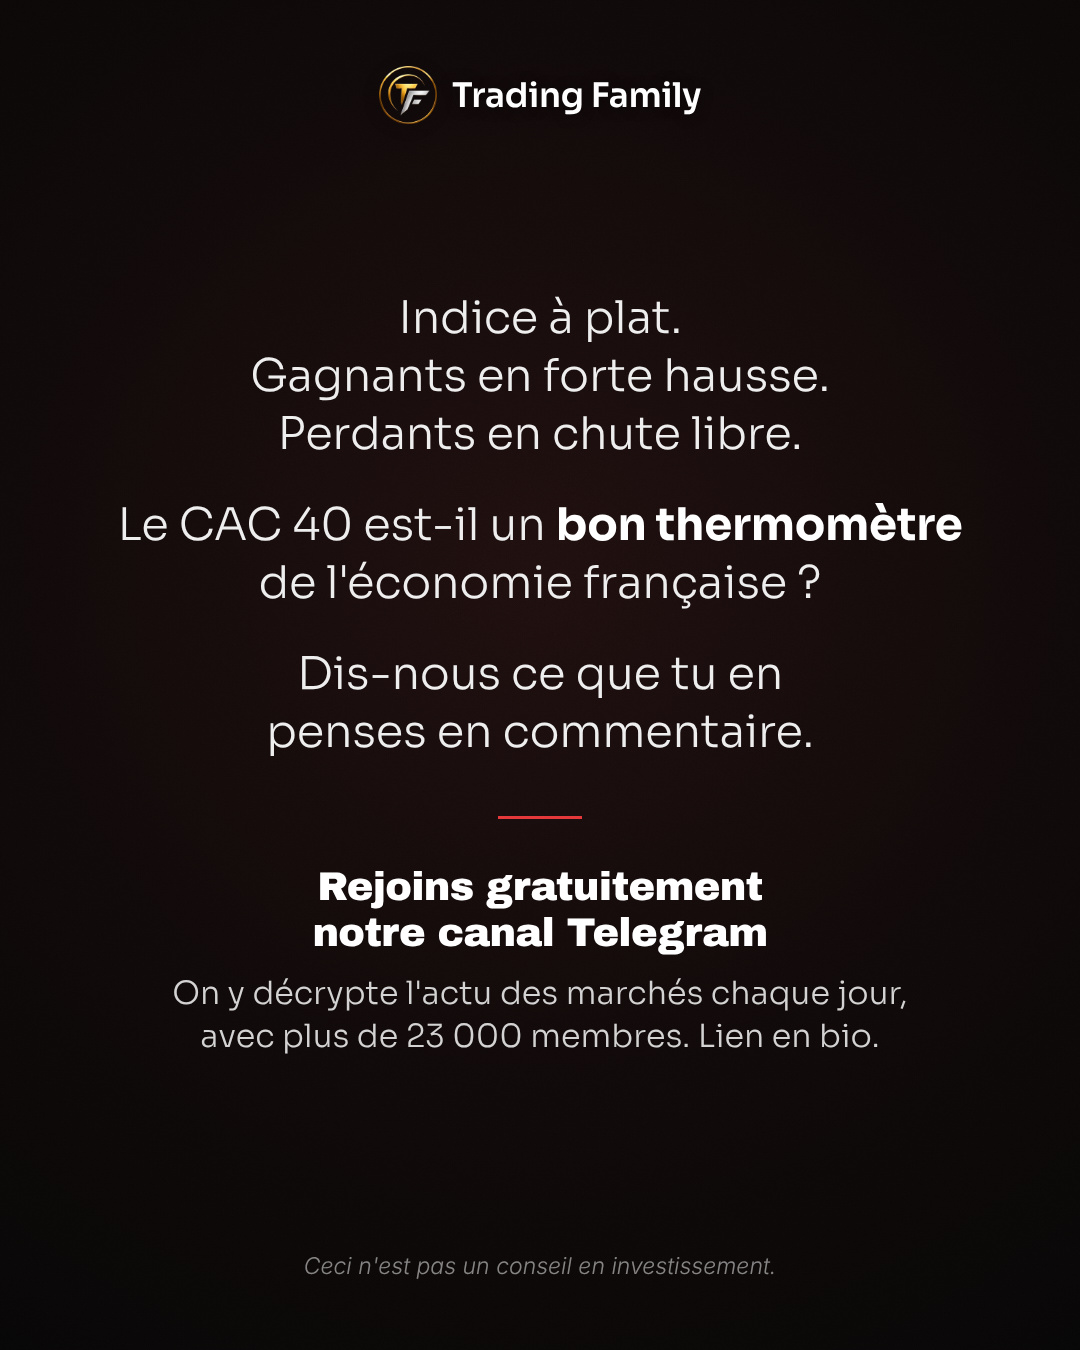 TF Trading Family
Indice à plat.
Gagnants en forte hausse.
Perdants en chute libre.
Le CAC 40 est-il un bon thermomètre
de l'économie française ?
Dis-nous ce que tu en
penses en commentaire.
Rejoins gratuitement
notre canal Telegram
On y décrypte l'actu des marchés chaque jour,
avec plus de 23 000 membres. Lien en bio.
Ceci n'est pas un conseil en investissement.